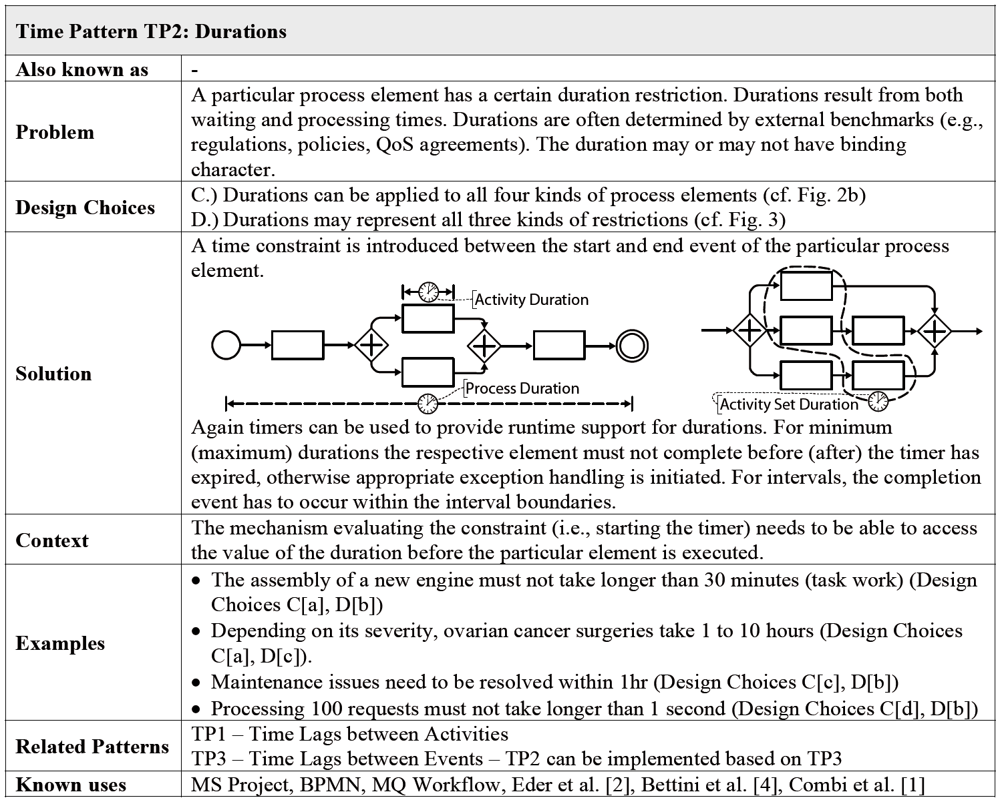 Time Pattern TP2: Durations
Also known as
-
Problem
A particular process element has a certain duration restriction. Durations result from both
waiting and processing times. Durations are often determined by external benchmarks (e.g.,
regulations, policies, QoS agreements). The duration may or may not have binding
character.
Design Choices
C.) Durations can be applied to all four kinds of process elements (cf. Fig. 2b)
D.) Durations may represent all three kinds of restrictions (cf. Fig. 3)
Solution
A time constraint is introduced between the start and end event of the particular process
element.
Activity Duration
Process Duration
Activity Set Duration
Again timers can be used to provide runtime support for durations. For minimum
(maximum) durations the respective element must not complete before (after) the timer has
expired, otherwise appropriate exception handling is initiated. For intervals, the completion
event has to occur within the interval boundaries.
Context
The mechanism evaluating the constraint (i.e., starting the timer) needs to be able to access
the value of the duration before the particular element is executed.
Examples
• The assembly of a new engine must not take longer than 30 minutes (task work) (Design
Choices C[a], D[b])
• Depending on its severity, ovarian cancer surgeries take 1 to 10 hours (Design Choices
C[a], D[c]).
• Maintenance issues need to be resolved within 1hr (Design Choices C[c], D[b])
• Processing 100 requests must not take longer than 1 second (Design Choices C[d], D[b])
Related Patterns
TP1 – Time Lags between Activities
TP3 – Time Lags between Events – TP2 can be implemented based on TP3
Known uses
MS Project, BPMN, MQ Workflow, Eder et al. [2], Bettini et al. [4], Combi et al. [1]